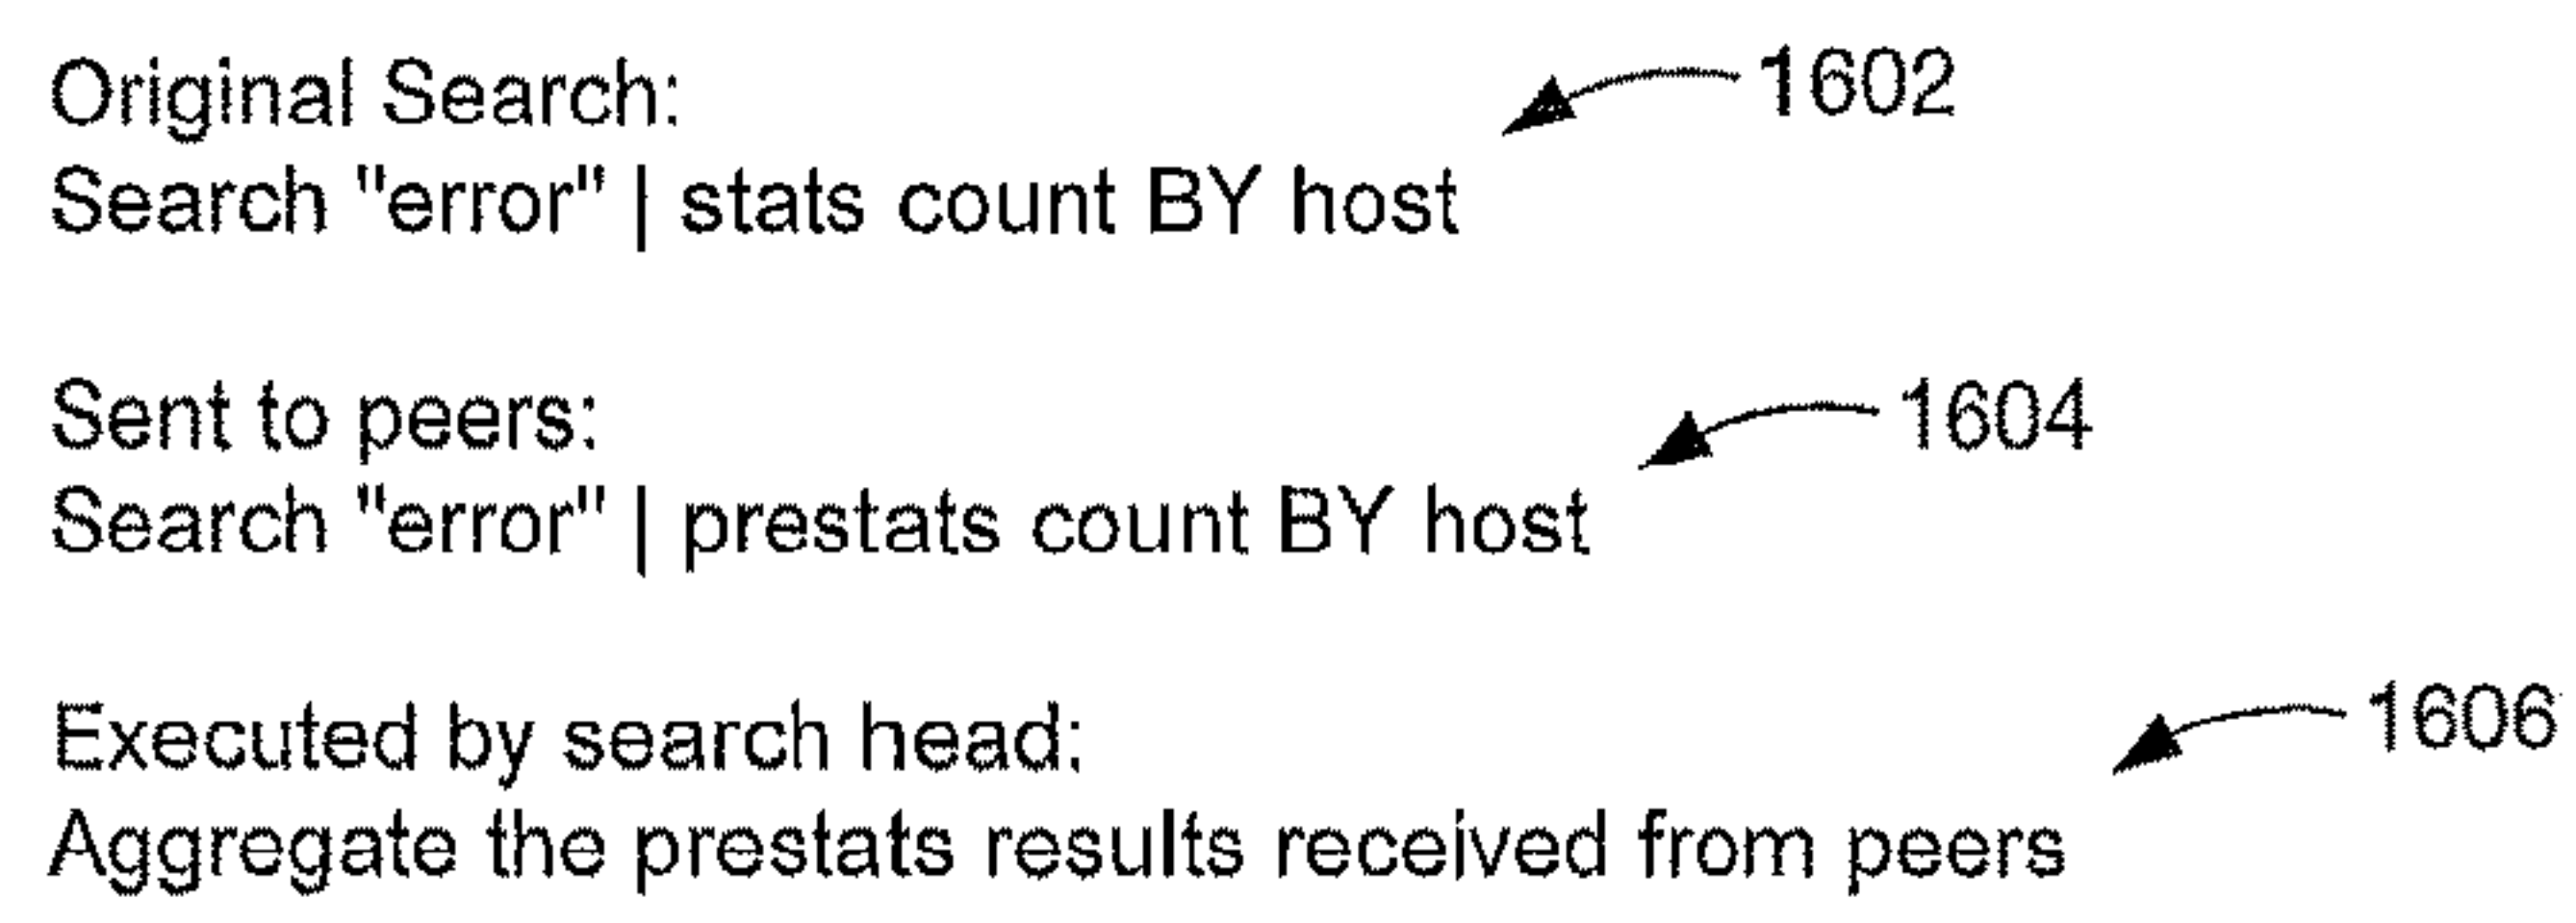 Original Search: 1602
Search "error" | stats count BY host
Sent to peers: 1604
Search "error" | prestats count BY host
Executed by search head: 1606
Aggregate the prestats results received from peers